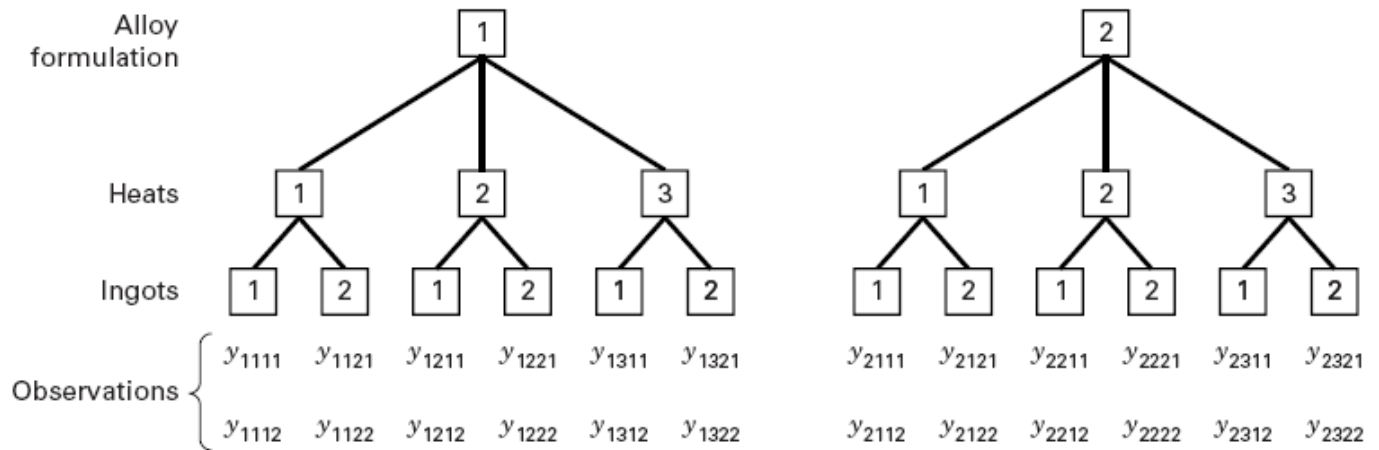 Alloy formulation 1 2
Heats 1 2 3 1 2 3
Ingots 1 2 1 2 1 2 1 2 1 2 1 2
y1111 y1121 y1211 y1221 y1311 y1321 y2111 y2121 y2211 y2221 y2311 y2321
Observations
y1112 y1122 y1212 y1222 y1312 y1322 y2112 y2122 y2212 y2222 y2312 y2322